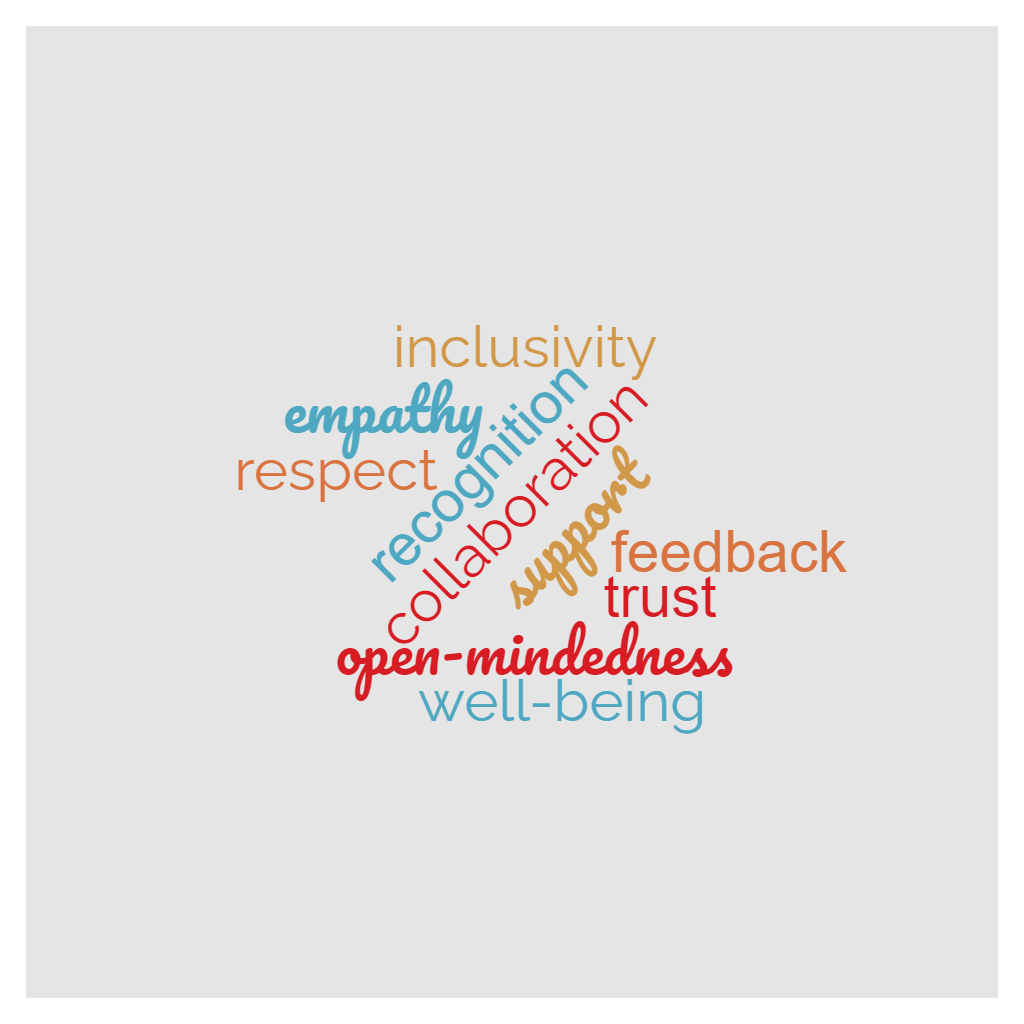 inclusivity
empathy
recognition
respect
collaboration
support
feedback
trust
open-mindedness
well-being